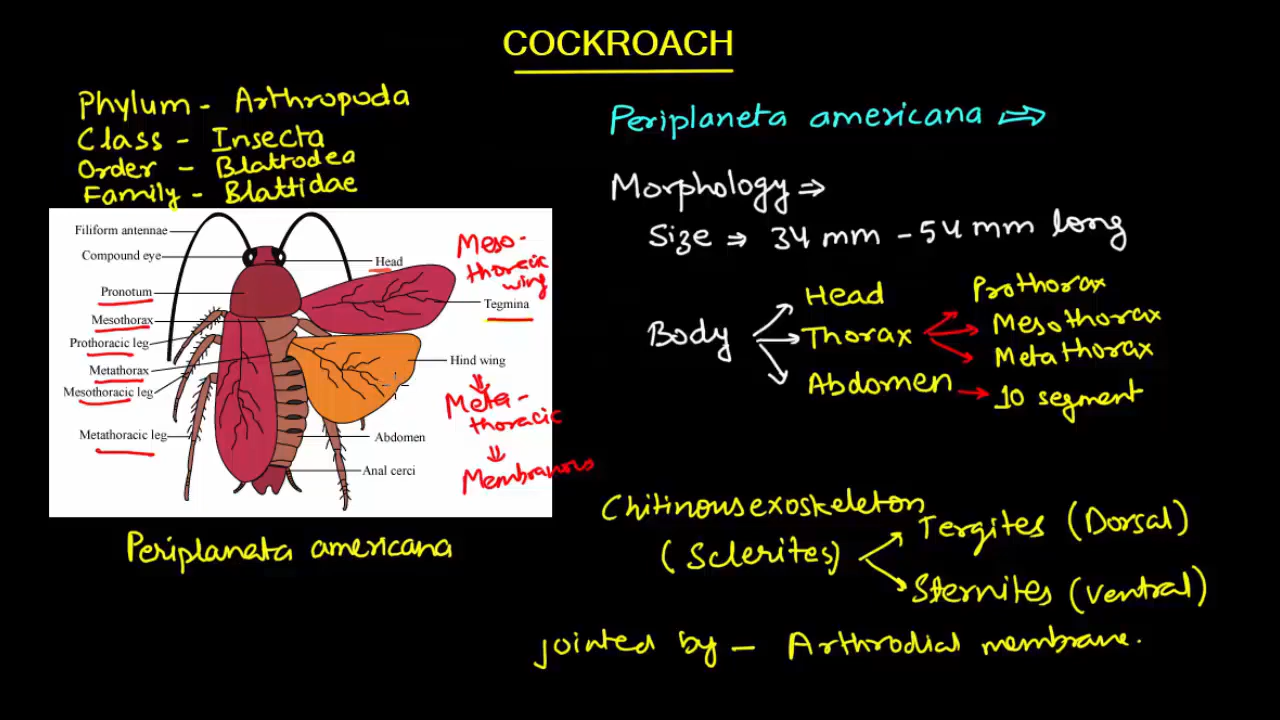 COCKROACH
Phylum - Arthropoda
Class - Insecta
Order - Blattodea
Family - Blattidae
Filiform antennae
Compound eye
Pronotum
Mesothorax
Prothoracic leg
Metathorax
Mesothoracic leg
Metathoracic leg
Head
Tegmina
Hind wing
Abdomen
Anal cerci
Meso-
thoracic
wing
⇓
Meta-
thoracic
⇓
Membranous
Periplaneta americana
Periplaneta americana ⇒
Morphology ⇒
Size ⇒ 34 mm - 54 mm long
Body
Head
Thorax
Abdomen → 10 segment
Prothorax
Mesothorax
Metathorax
Chitinous exoskeleton
(Sclerites)
Tergites (Dorsal)
Sternites (ventral)
jointed by - Arthrodial membrane.